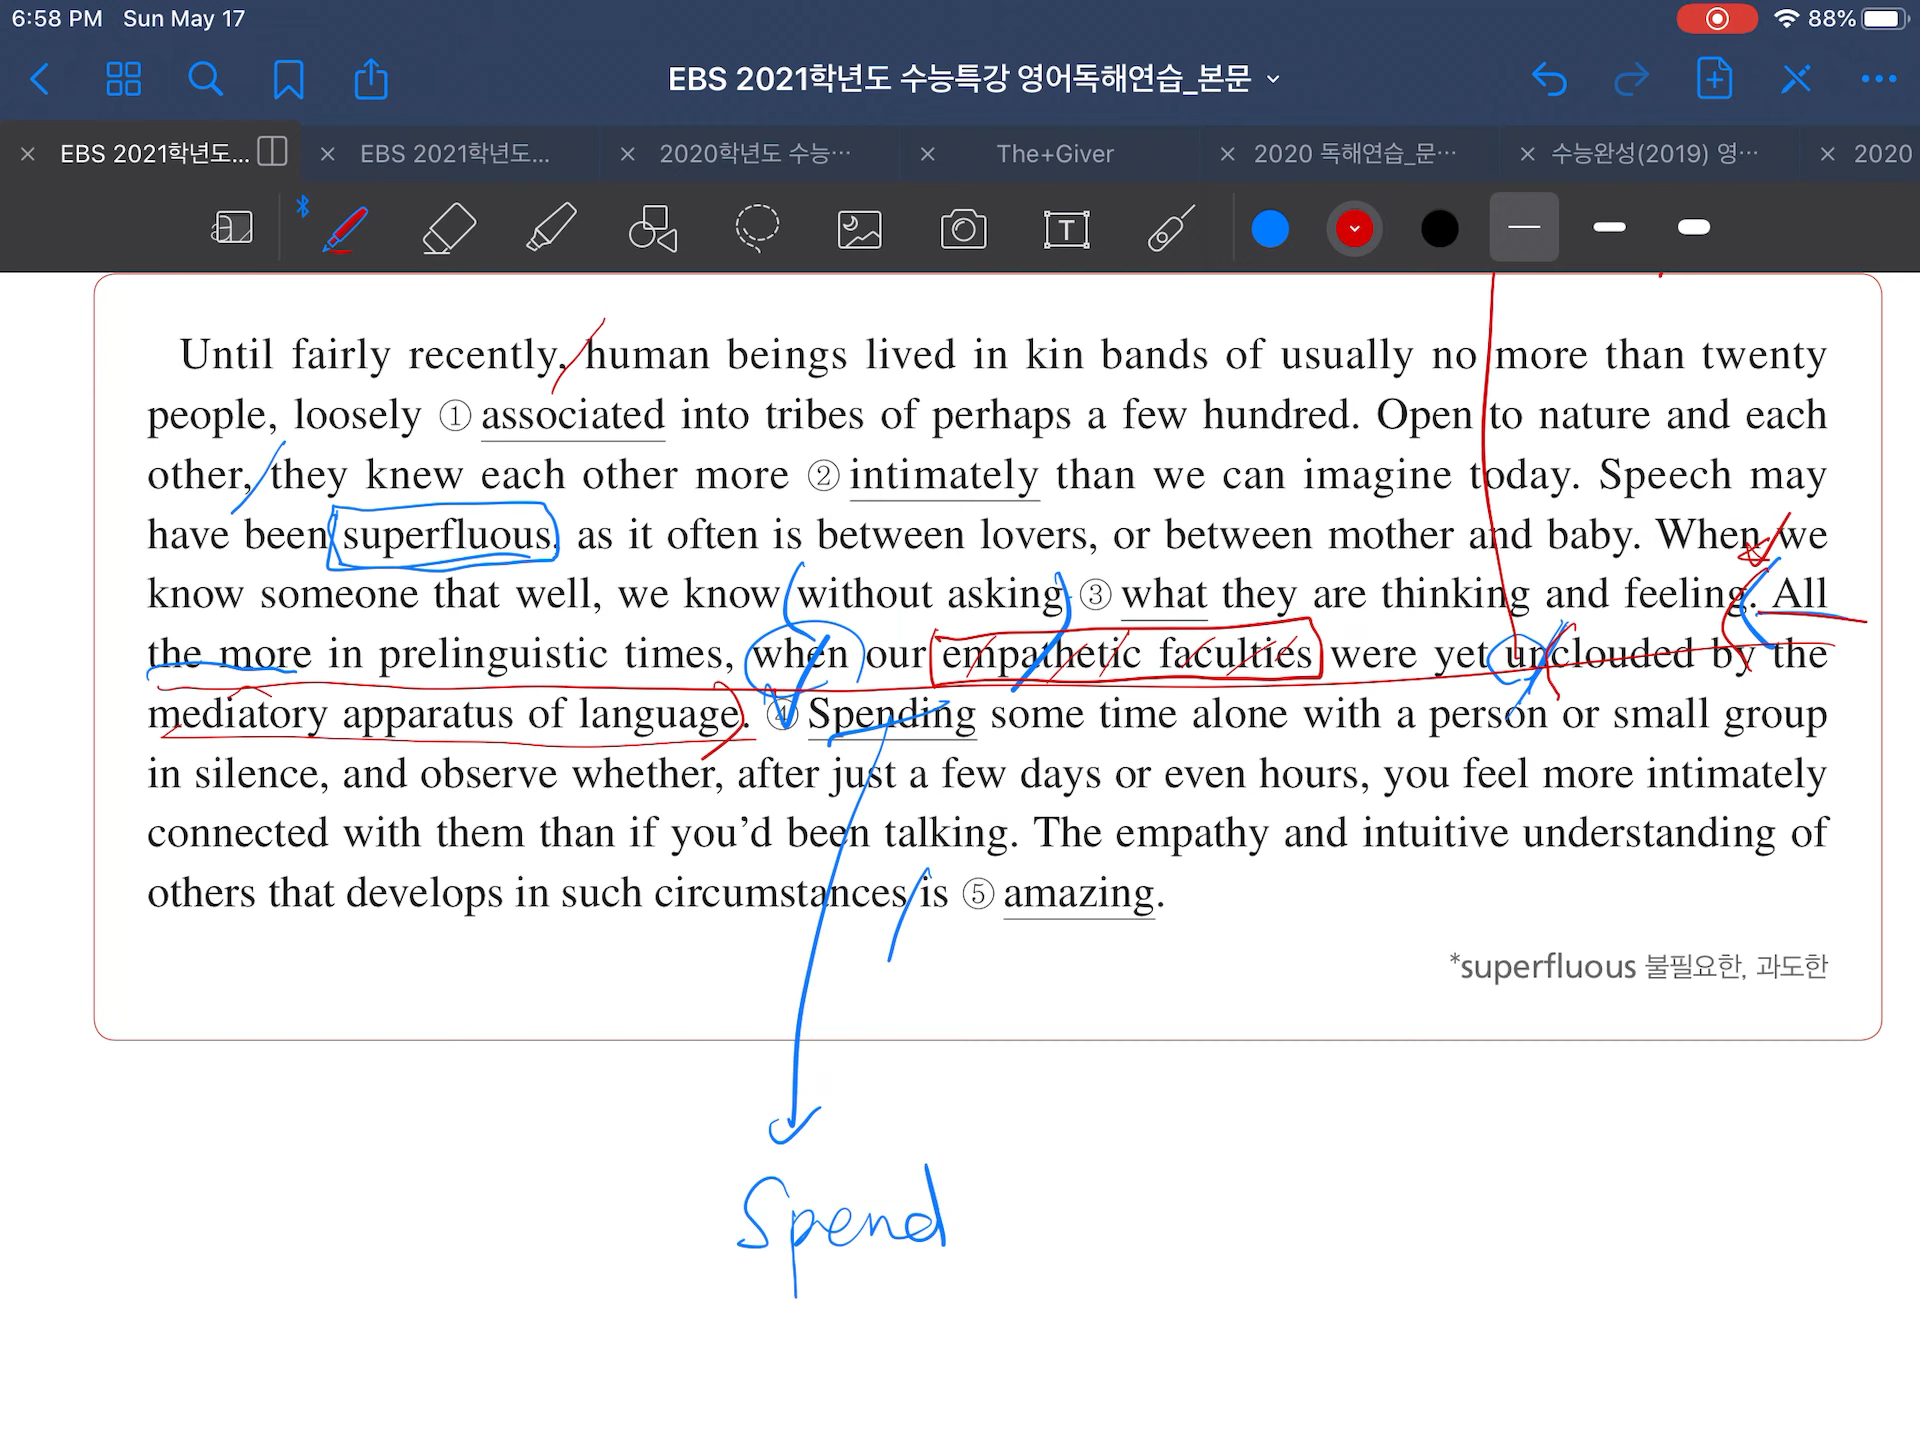 6:58 PM Sun May 17
88%
EBS 2021학년도 수능특강 영어독해연습_본문
EBS 2021학년도...
EBS 2021학년도...
2020학년도 수능...
The+Giver
2020 독해연습_문...
수능완성(2019) 영...
2020
T
Until fairly recently, human beings lived in kin bands of usually no more than twenty
people, loosely ① associated into tribes of perhaps a few hundred. Open to nature and each
other, they knew each other more ② intimately than we can imagine today. Speech may
have been superfluous, as it often is between lovers, or between mother and baby. When we
know someone that well, we know without asking ③ what they are thinking and feeling. All
the more in prelinguistic times, when our empathetic faculties were yet unclouded by the
mediatory apparatus of language. ④ Spending some time alone with a person or small group
in silence, and observe whether, after just a few days or even hours, you feel more intimately
connected with them than if you’d been talking. The empathy and intuitive understanding of
others that develops in such circumstances is ⑤ amazing.
*superfluous 불필요한, 과도한
Spend